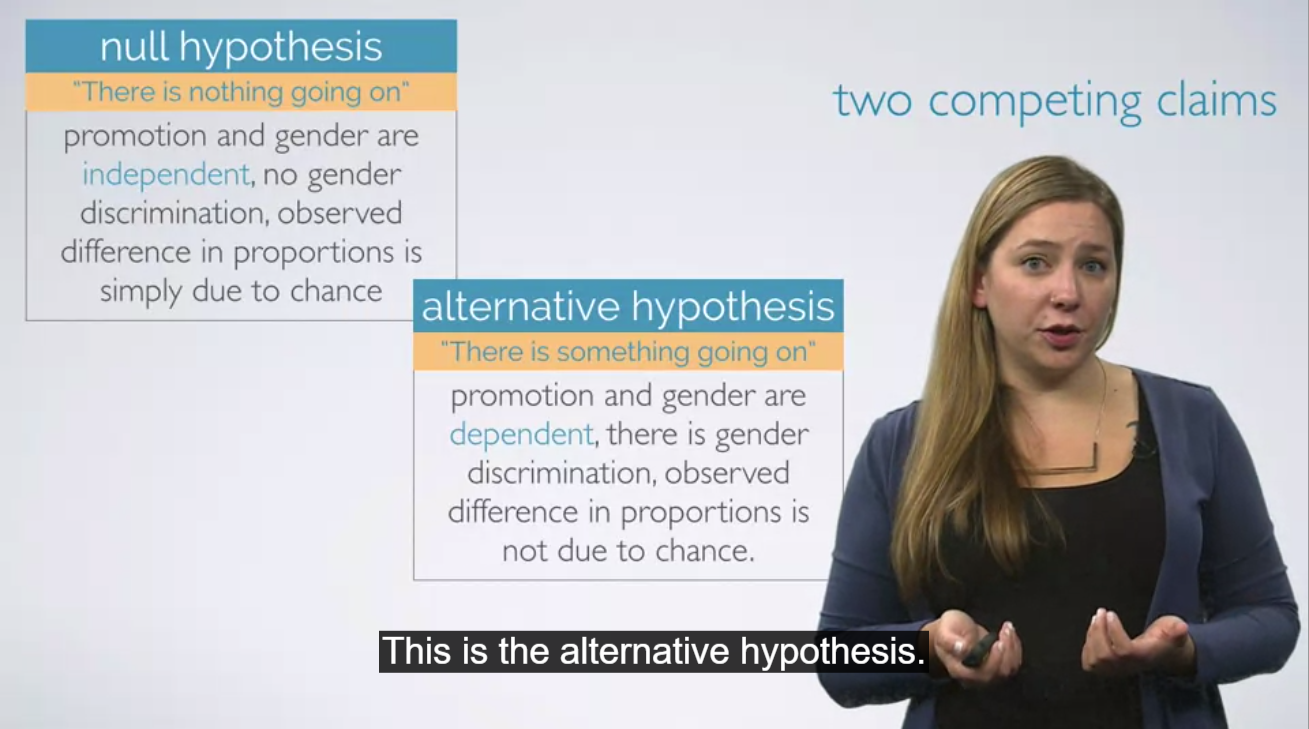 null hypothesis
"There is nothing going on"
promotion and gender are
independent, no gender
discrimination, observed
difference in proportions is
simply due to chance
two competing claims
alternative hypothesis
"There is something going on"
promotion and gender are
dependent, there is gender
discrimination, observed
difference in proportions is
not due to chance.
This is the alternative hypothesis.